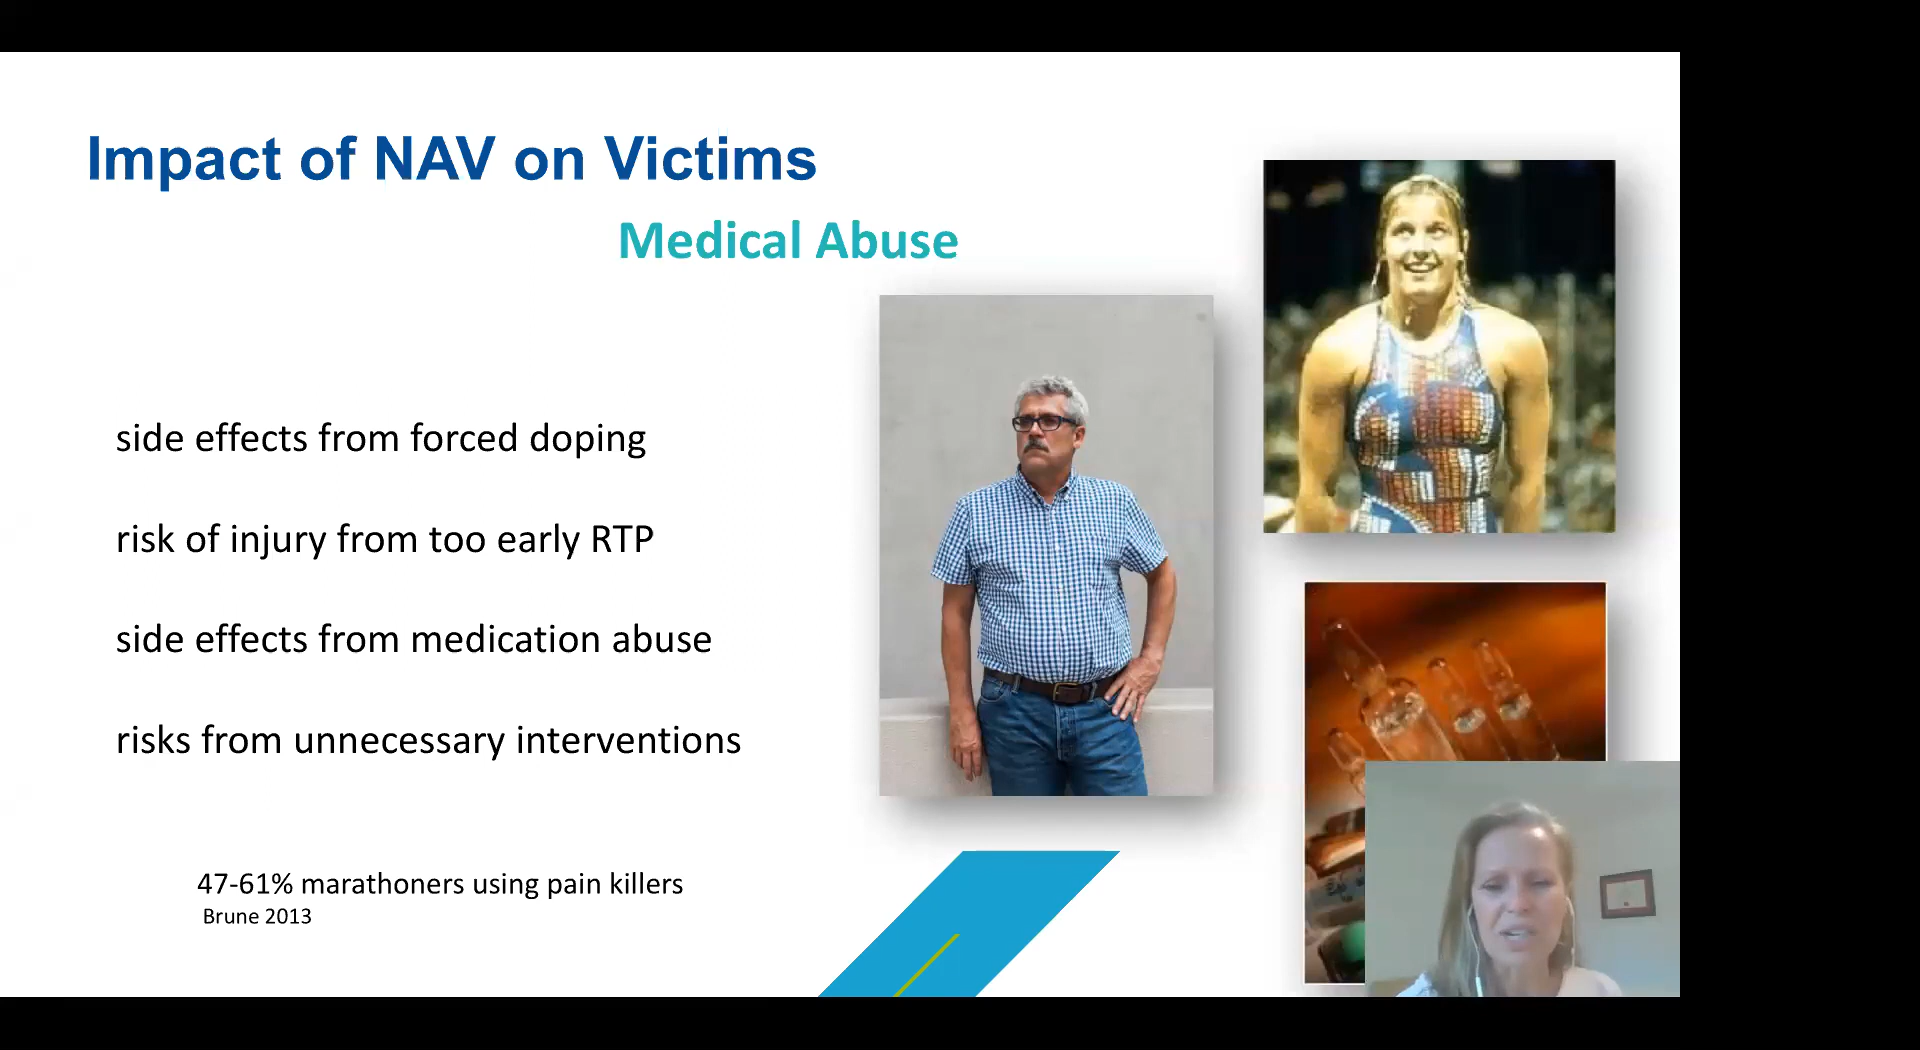 Impact of NAV on Victims
Medical Abuse
side effects from forced doping
risk of injury from too early RTP
side effects from medication abuse
risks from unnecessary interventions
47-61% marathoners using pain killers
Brune 2013